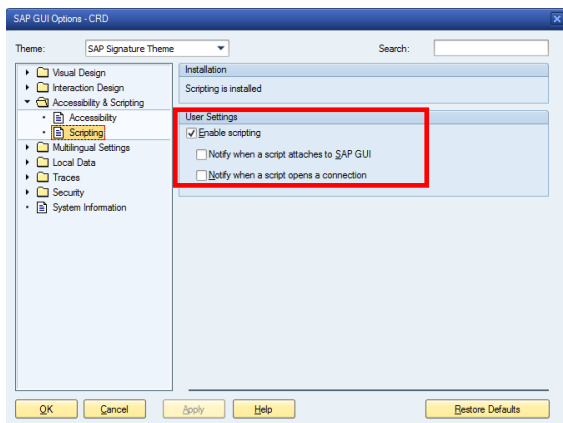 SAP GUI Options - CRD
Theme: SAP Signature Theme Search:
Visual Design
Interaction Design
Accessibility & Scripting
Accessibility
Scripting
Multilingual Settings
Local Data
Traces
Security
System Information
Installation
Scripting is installed
User Settings
Enable scripting
Notify when a script attaches to SAP GUI
Notify when a script opens a connection
OK Cancel Apply Help Restore Defaults